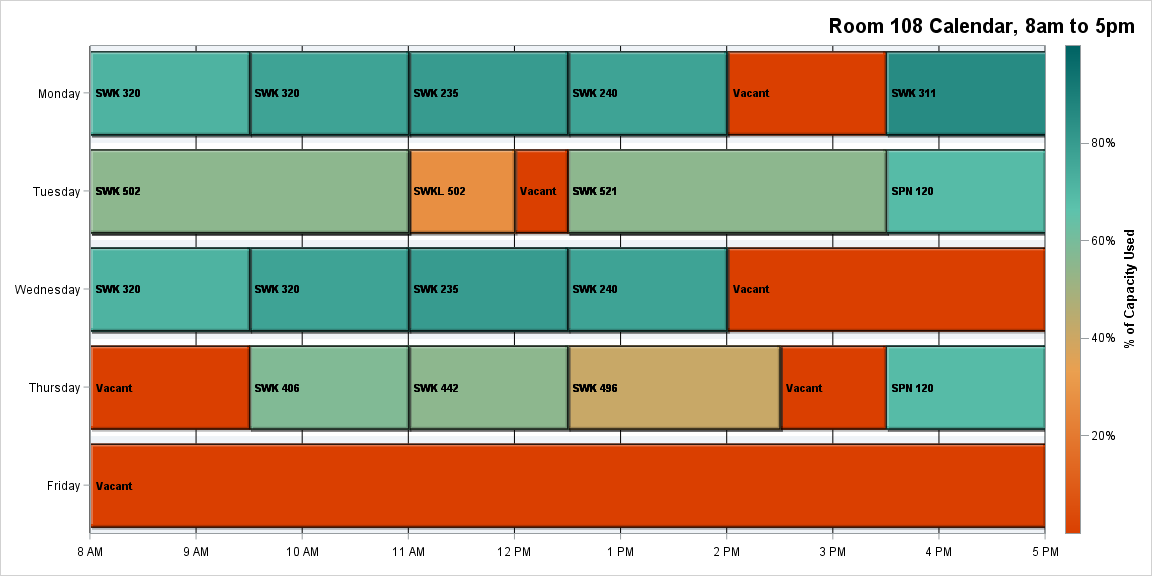 Room 108 Calendar, 8am to 5pm
Monday
SWK 320
SWK 320
SWK 235
SWK 240
Vacant
SWK 311
Tuesday
SWK 502
SWKL 502
Vacant
SWK 521
SPN 120
Wednesday
SWK 320
SWK 320
SWK 235
SWK 240
Vacant
Thursday
Vacant
SWK 406
SWK 442
SWK 496
Vacant
SPN 120
Friday
Vacant
8 AM
9 AM
10 AM
11 AM
12 PM
1 PM
2 PM
3 PM
4 PM
5 PM
80%
60%
40%
20%
% of Capacity Used